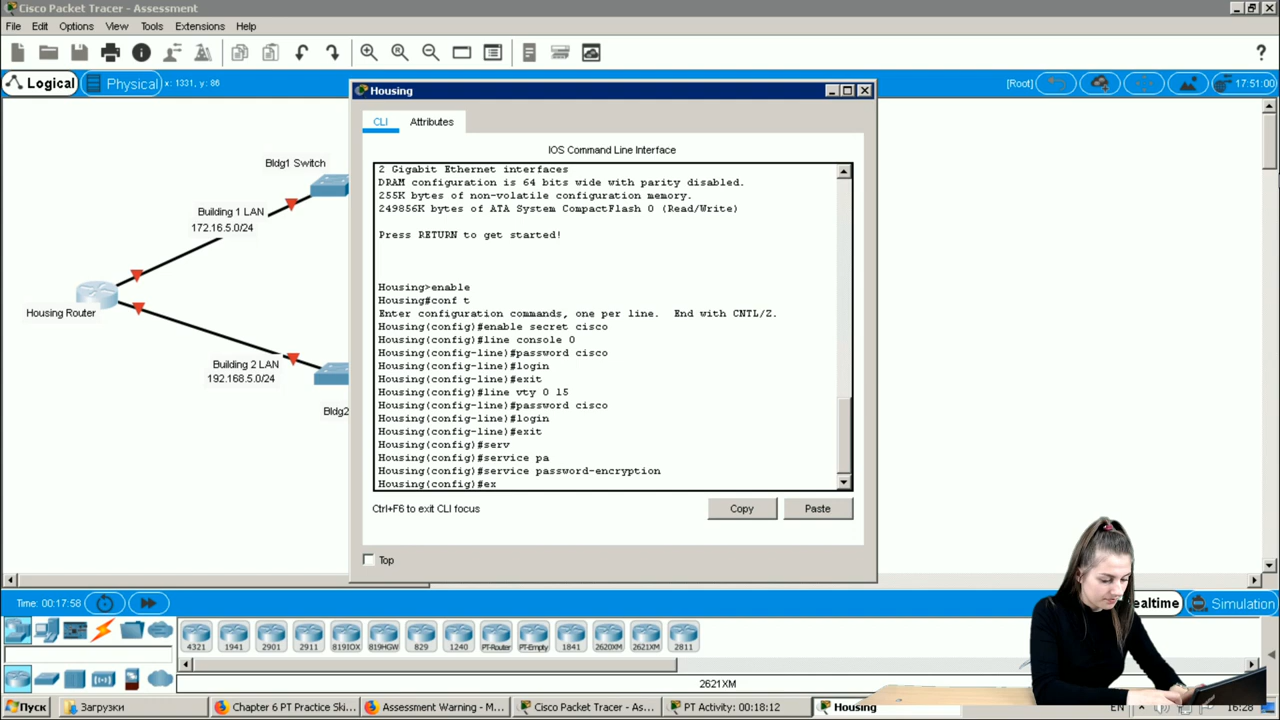 Cisco Packet Tracer - Assessment
File Edit Options View Tools Extensions Help
Logical Physical x: 1331, y: 86 [Root] 17:51:00
Housing
CLI Attributes
IOS Command Line Interface
2 Gigabit Ethernet interfaces
DRAM configuration is 64 bits wide with parity disabled.
255K bytes of non-volatile configuration memory.
249856K bytes of ATA System CompactFlash 0 (Read/Write)
Press RETURN to get started!
Housing>enable
Housing#conf t
Enter configuration commands, one per line. End with CNTL/Z.
Housing(config)#enable secret cisco
Housing(config)#line console 0
Housing(config-line)#password cisco
Housing(config-line)#login
Housing(config-line)#exit
Housing(config)#line vty 0 15
Housing(config-line)#password cisco
Housing(config-line)#login
Housing(config-line)#exit
Housing(config)#serv
Housing(config)#service pa
Housing(config)#service password-encryption
Housing(config)#ex
Ctrl+F6 to exit CLI focus
Copy Paste
Top
Bldg1 Switch
Building 1 LAN
172.16.5.0/24
Housing Router
Building 2 LAN
192.168.5.0/24
Bldg2
Time: 00:17:58
ealtime Simulation
4321 1941 2901 2911 819IOX 819HGW 829 1240 PT-Router PT-Empty 1841 2620XM 2621XM 2811
2621XM
Пуск Загрузки Chapter 6 PT Practice Ski... Assessment Warning - M... Cisco Packet Tracer - As... PT Activity: 00:18:12 Housing EN 16:28